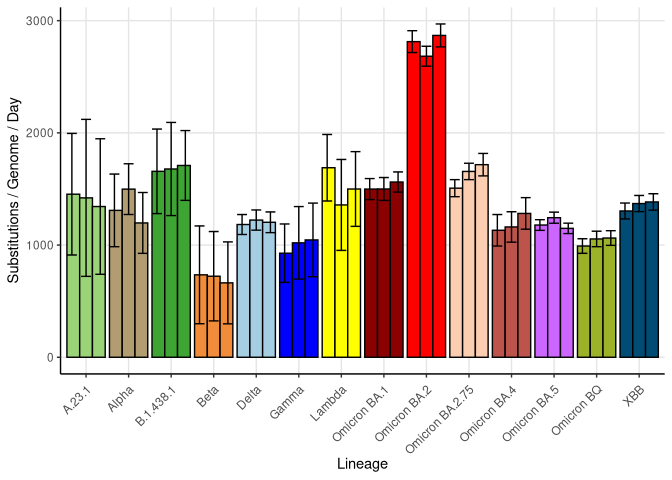 Substitutions / Genome / Day
3000
2000
1000
0
A.23.1
Alpha
B.1.438.1
Beta
Delta
Gamma
Lambda
Omicron BA.1
Omicron BA.2
Omicron BA.2.75
Omicron BA.4
Omicron BA.5
Omicron BQ
XBB
Lineage